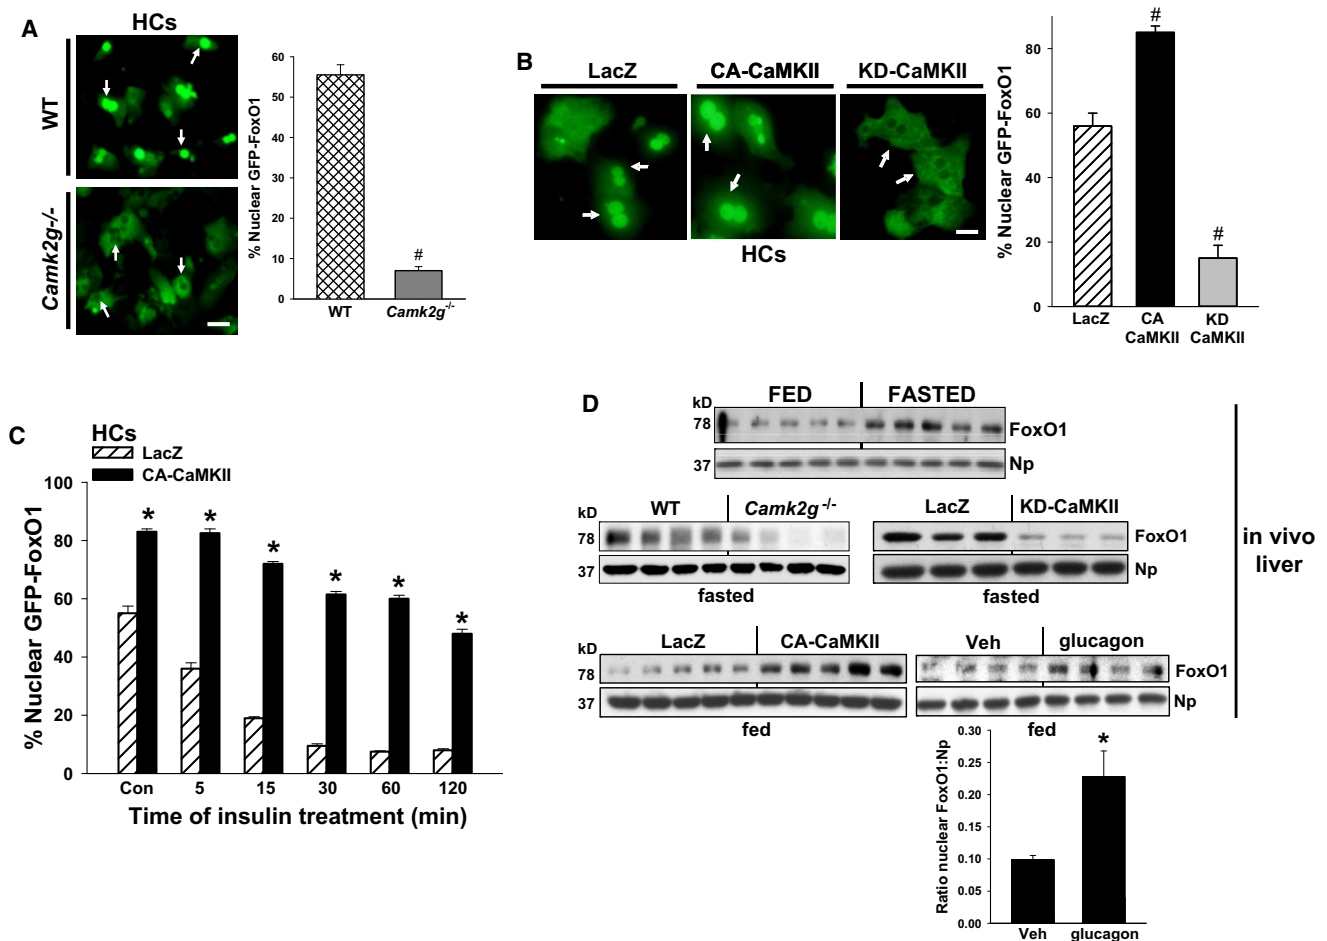 A
HCs
WT
Camk2g-/-
% Nuclear GFP-FoxO1
60
50
40
30
20
10
0
#
WT
Camk2g-/-
B
LacZ
CA-CaMKII
KD-CaMKII
HCs
% Nuclear GFP-FoxO1
80
60
40
20
0
#
#
LacZ
CA CaMKII
KD CaMKII
C
HCs
LacZ
CA-CaMKII
% Nuclear GFP-FoxO1
100
80
60
40
20
0
* * * * * *
Con 5 15 30 60 120
Time of insulin treatment (min)
D
kD
FED
FASTED
78
FoxO1
37
Np
kD
WT
Camk2g -/-
78
37
fasted
LacZ
KD-CaMKII
FoxO1
Np
fasted
in vivo
liver
kD
LacZ
CA-CaMKII
78
37
fed
Veh
glucagon
FoxO1
Np
fed
Ratio nuclear FoxO1:Np
0.30
0.25
0.20
0.15
0.10
0.05
0.00
*
Veh
glucagon